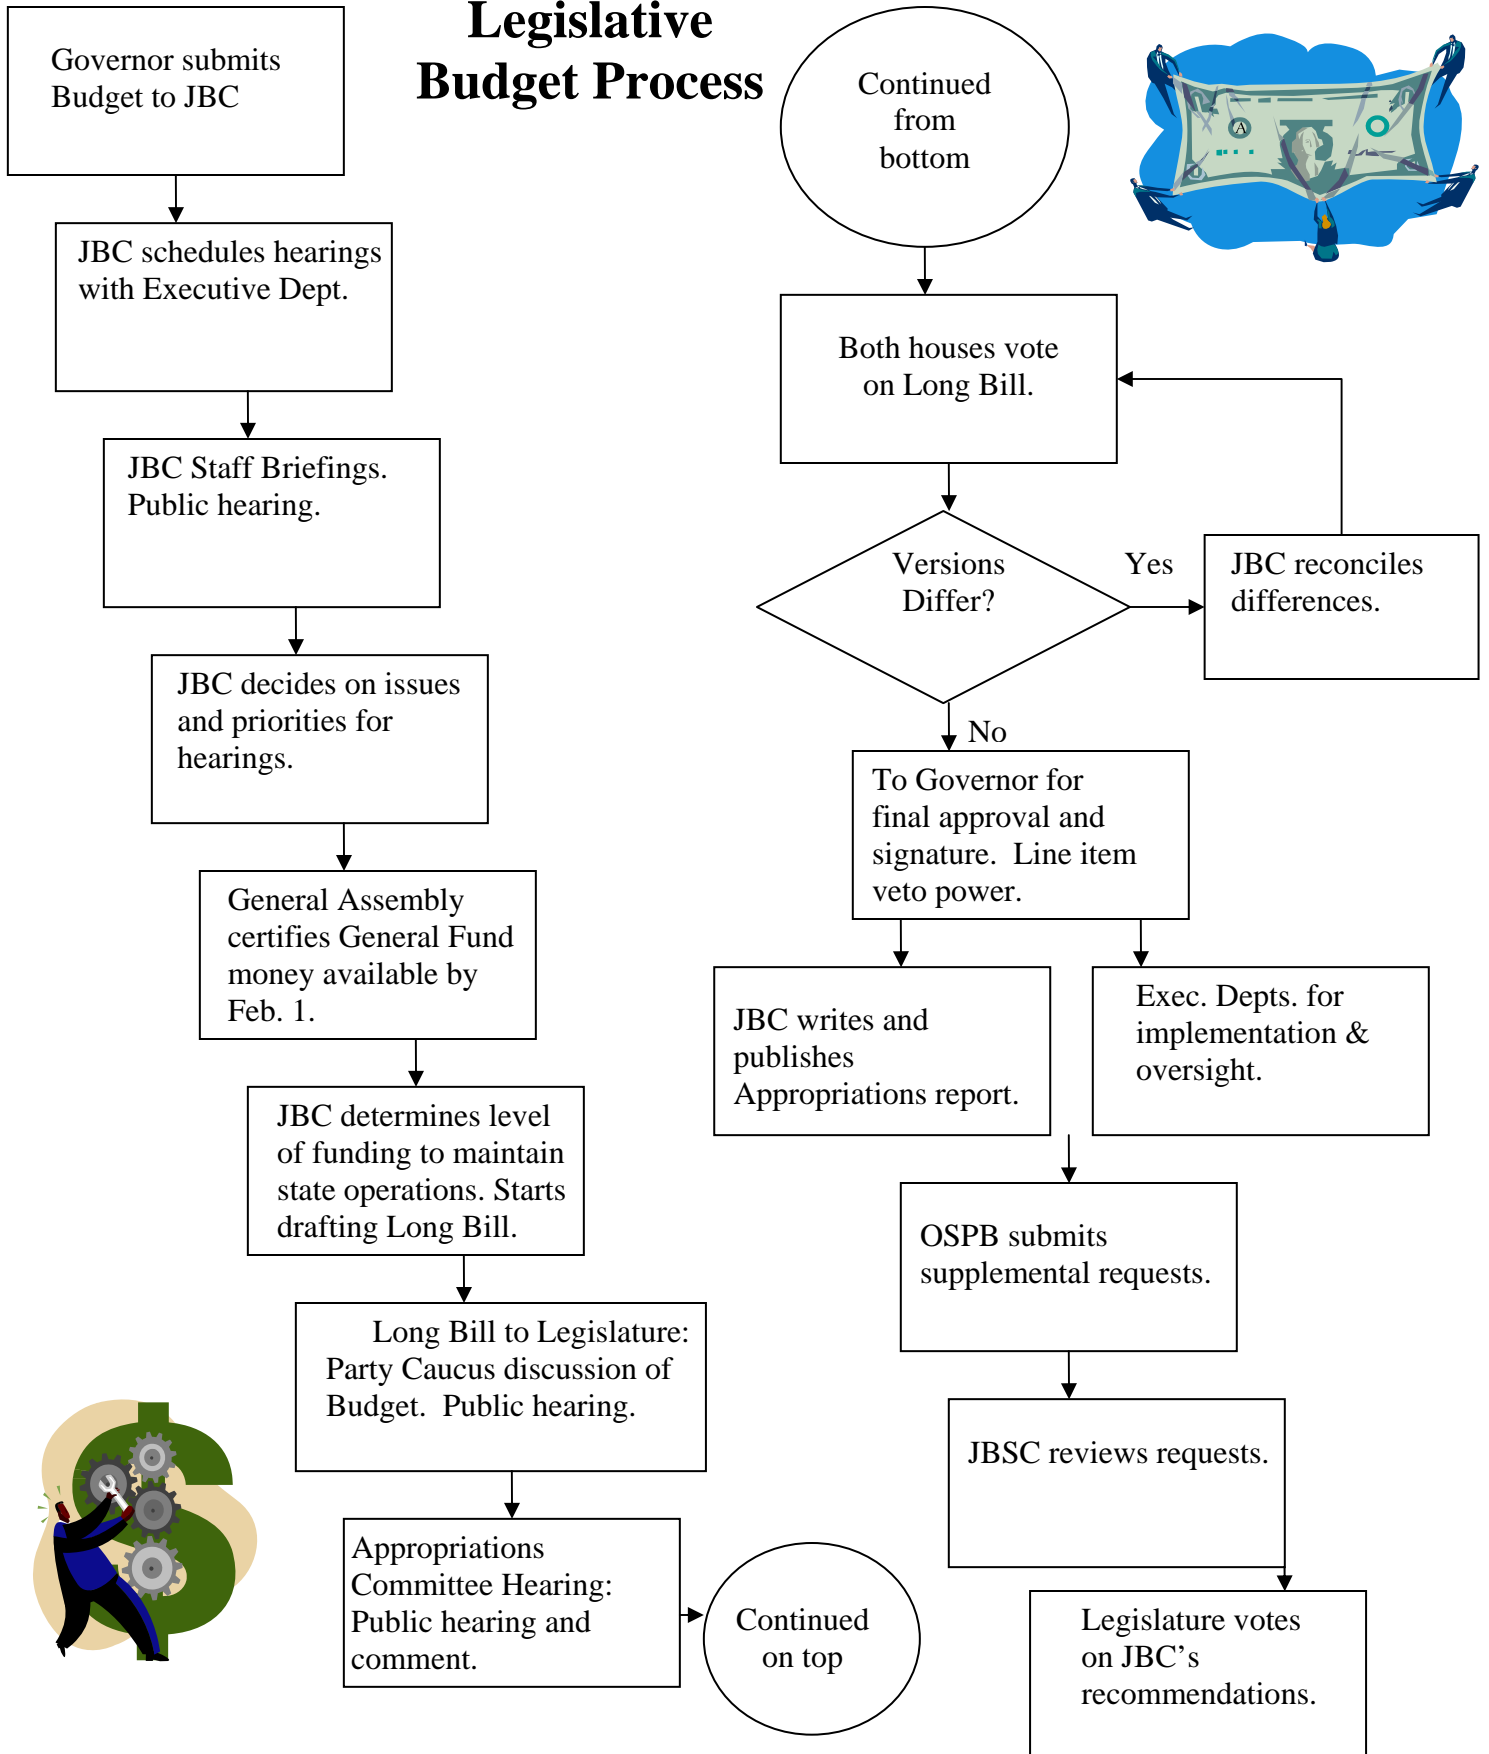 Legislative
Budget Process
Governor submits
Budget to JBC
JBC schedules hearings
with Executive Dept.
JBC Staff Briefings.
Public hearing.
JBC decides on issues
and priorities for
hearings.
General Assembly
certifies General Fund
money available by
Feb. 1.
JBC determines level
of funding to maintain
state operations. Starts
drafting Long Bill.
Long Bill to Legislature:
Party Caucus discussion of
Budget.  Public hearing.
Appropriations
Committee Hearing:
Public hearing and
comment.
Continued
on top
Continued
from
bottom
A
Both houses vote
on Long Bill.
Versions
Differ?
Yes
JBC reconciles
differences.
No
To Governor for
final approval and
signature.  Line item
veto power.
JBC writes and
publishes
Appropriations report.
Exec. Depts. for
implementation &
oversight.
OSPB submits
supplemental requests.
JBSC reviews requests.
Legislature votes
on JBC’s
recommendations.